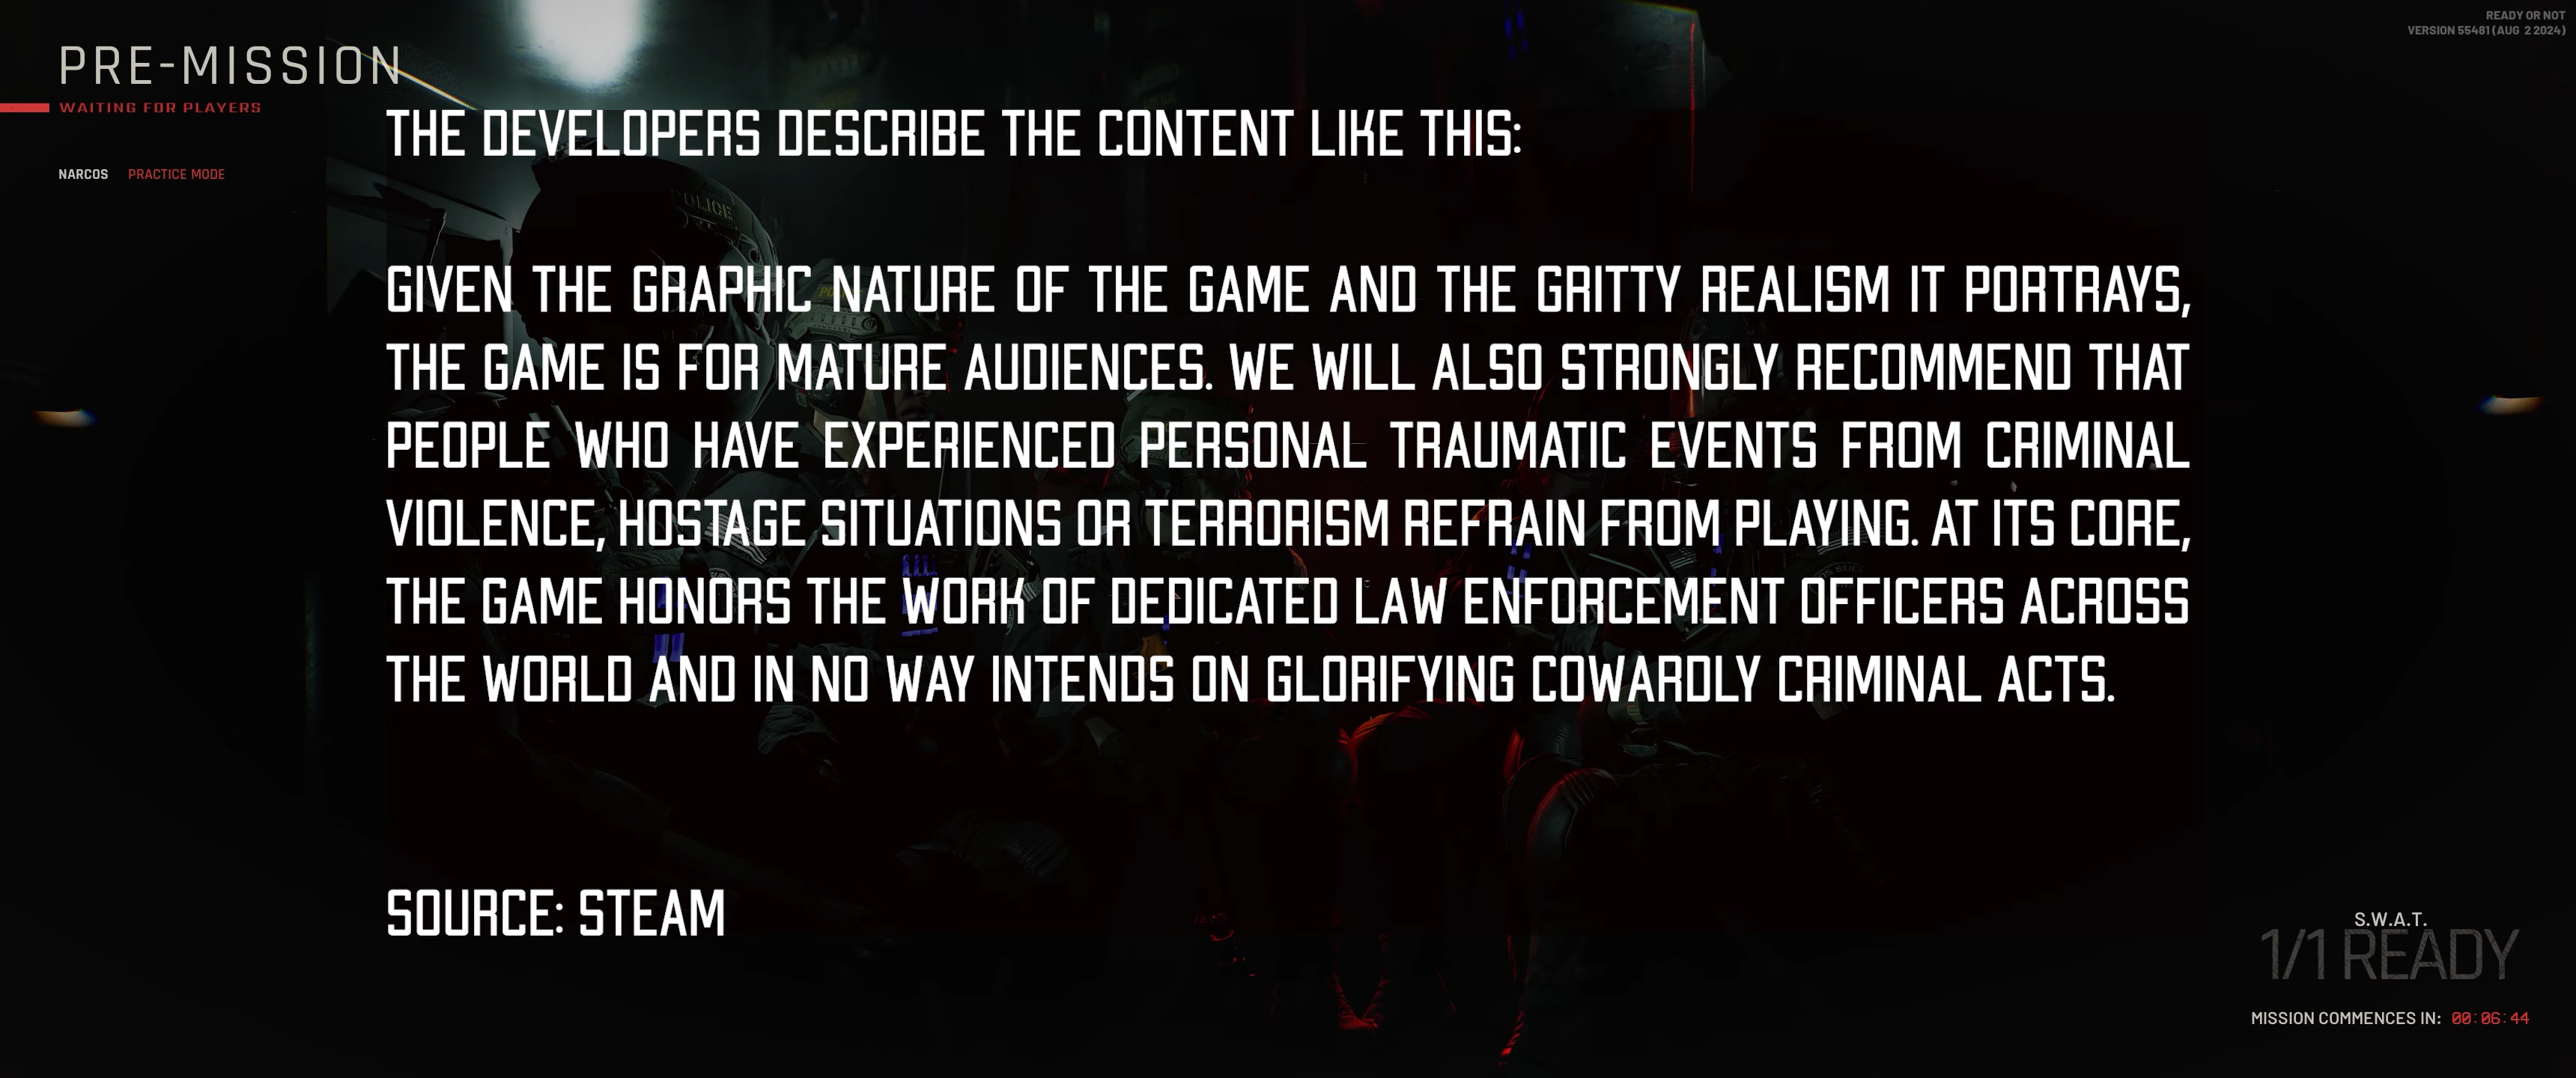 READY OR NOT
VERSION 55481 (AUG 2 2024)
PRE-MISSION
WAITING FOR PLAYERS
NARCOS PRACTICE MODE
THE DEVELOPERS DESCRIBE THE CONTENT LIKE THIS:
POLICE
GIVEN THE GRAPHIC NATURE OF THE GAME AND THE GRITTY REALISM IT PORTRAYS,
THE GAME IS FOR MATURE AUDIENCES. WE WILL ALSO STRONGLY RECOMMEND THAT
PEOPLE WHO HAVE EXPERIENCED PERSONAL TRAUMATIC EVENTS FROM CRIMINAL
VIOLENCE, HOSTAGE SITUATIONS OR TERRORISM REFRAIN FROM PLAYING. AT ITS CORE,
THE GAME HONORS THE WORK OF DEDICATED LAW ENFORCEMENT OFFICERS ACROSS
THE WORLD AND IN NO WAY INTENDS ON GLORIFYING COWARDLY CRIMINAL ACTS.
SOURCE: STEAM
S.W.A.T.
1/1 READY
MISSION COMMENCES IN: 00:06:44